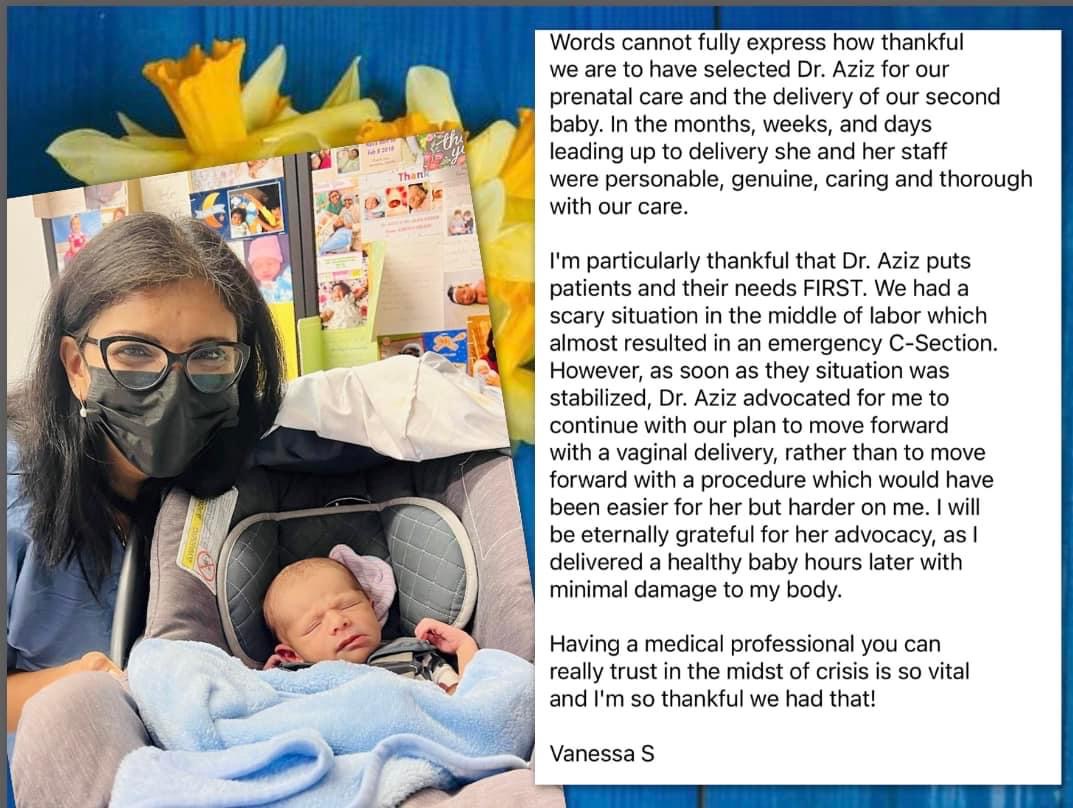 Thank
Words cannot fully express how thankful
we are to have selected Dr. Aziz for our
prenatal care and the delivery of our second
baby. In the months, weeks, and days
leading up to delivery she and her staff
were personable, genuine, caring and thorough
with our care.
I'm particularly thankful that Dr. Aziz puts
patients and their needs FIRST. We had a
scary situation in the middle of labor which
almost resulted in an emergency C-Section.
However, as soon as they situation was
stabilized, Dr. Aziz advocated for me to
continue with our plan to move forward
with a vaginal delivery, rather than to move
forward with a procedure which would have
been easier for her but harder on me. I will
be eternally grateful for her advocacy, as I
delivered a healthy baby hours later with
minimal damage to my body.
Having a medical professional you can
really trust in the midst of crisis is so vital
and I'm so thankful we had that!
Vanessa S